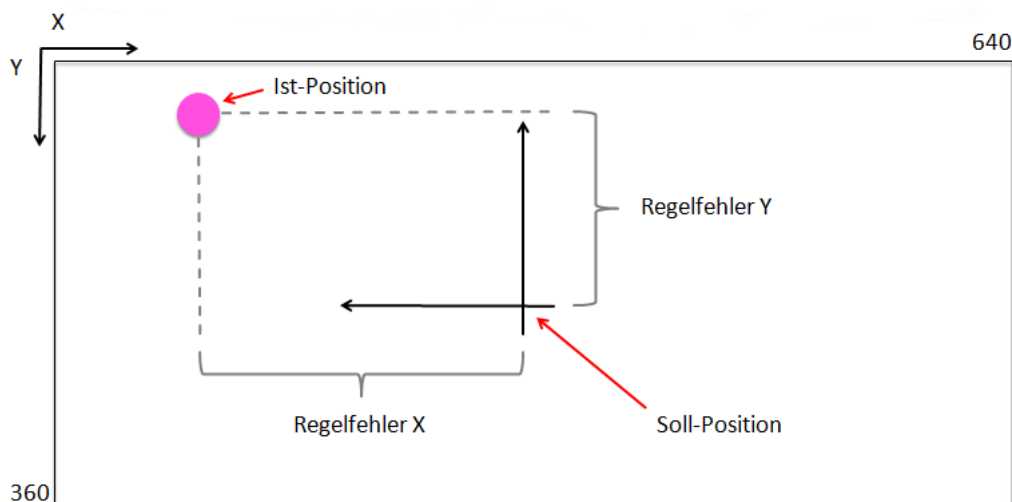 X
640
Y
Ist-Position
Regelfehler Y
Regelfehler X
Soll-Position
360